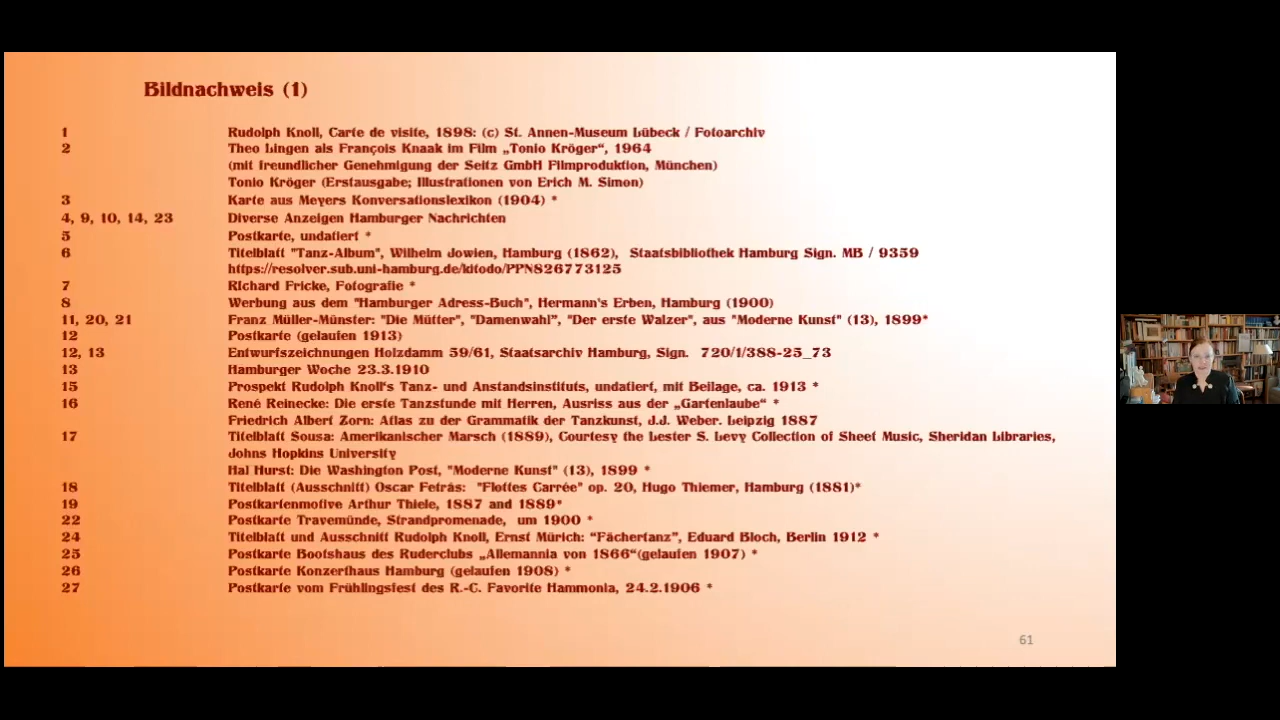 Bildnachweis (1)
1 Rudolph Knoll, Carte de visite, 1898: (c) St. Annen-Museum Lübeck / Fotoarchiv
2 Theo Lingen als François Knaak im Film „Tonio Kröger“, 1964
(mit freundlicher Genehmigung der Seitz GmbH Filmproduktion, München)
Tonio Kröger (Erstausgabe; Illustrationen von Erich M. Simon)
3 Karte aus Meyers Konversationslexikon (1904) *
4, 9, 10, 14, 23 Diverse Anzeigen Hamburger Nachrichten
5 Postkarte, undatiert *
6 Titelblatt "Tanz-Album", Wilhelm Jowien, Hamburg (1862), Staatsbibliothek Hamburg Sign. MB / 9359
https://resolver.sub.uni-hamburg.de/kitodo/PPN826773125
7 Richard Fricke, Fotografie *
8 Werbung aus dem "Hamburger Adress-Buch", Hermann's Erben, Hamburg (1900)
11, 20, 21 Franz Müller-Münster: "Die Mütter", "Damenwahl", "Der erste Walzer", aus "Moderne Kunst" (13), 1899*
12 Postkarte (gelaufen 1913)
12, 13 Entwurfszeichnungen Holzdamm 59/61, Staatsarchiv Hamburg, Sign. 720/1/388-25_73
13 Hamburger Woche 23.3.1910
15 Prospekt Rudolph Knoll's Tanz- und Anstandsinstituts, undatiert, mit Beilage, ca. 1913 *
16 René Reinecke: Die erste Tanzstunde mit Herren, Ausriss aus der „Gartenlaube“ *
Friedrich Albert Zorn: Atlas zu der Grammatik der Tanzkunst, J.J. Weber. Leipzig 1887
17 Titelblatt Sousa: Amerikanischer Marsch (1889), Courtesy the Lester S. Levy Collection of Sheet Music, Sheridan Libraries,
Johns Hopkins University
Hal Hurst: Die Washington Post, "Moderne Kunst" (13), 1899 *
18 Titelblatt (Ausschnitt) Oscar Fetrás: "Flottes Carrée" op. 20, Hugo Thiemer, Hamburg (1881)*
19 Postkartenmotive Arthur Thiele, 1887 and 1889*
22 Postkarte Travemünde, Strandpromenade, um 1900 *
24 Titelblatt und Ausschnitt Rudolph Knoll, Ernst Mürich: “Fächertanz”, Eduard Bloch, Berlin 1912 *
25 Postkarte Bootshaus des Ruderclubs „Allemannia von 1866“(gelaufen 1907) *
26 Postkarte Konzerthaus Hamburg (gelaufen 1908) *
27 Postkarte vom Frühlingsfest des R.-C. Favorite Hammonia, 24.2.1906 *
61